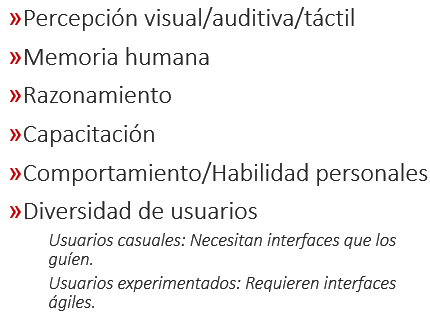 »Percepción visual/auditiva/táctil
»Memoria humana
»Razonamiento
»Capacitación
»Comportamiento/Habilidad personales
»Diversidad de usuarios
Usuarios casuales: Necesitan interfaces que los
guíen.
Usuarios experimentados: Requieren interfaces
ágiles.